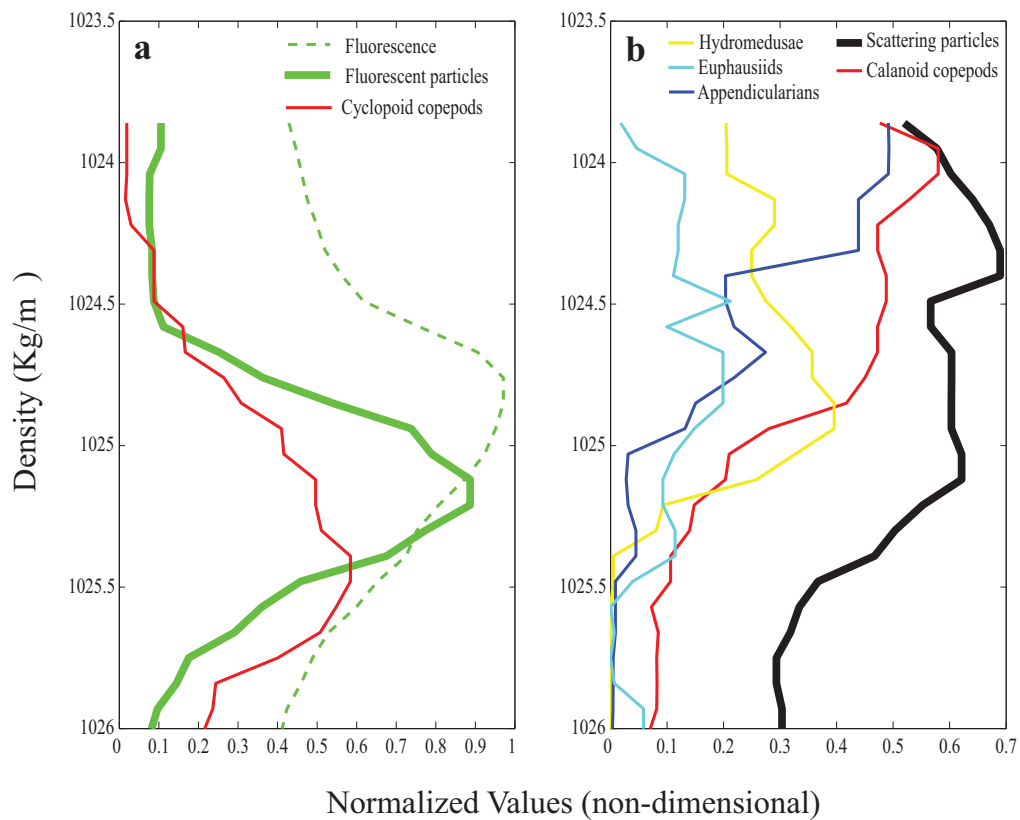 1023.5
1024
1024.5
1025
1025.5
1026
a
Fluorescence
Fluorescent particles
Cyclopoid copepods
0 0.1 0.2 0.3 0.4 0.5 0.6 0.7 0.8 0.9 1
1023.5
1024
1024.5
1025
1025.5
1026
b
Hydromedusae
Euphausiids
Appendicularians
Scattering particles
Calanoid copepods
0 0.1 0.2 0.3 0.4 0.5 0.6 0.7
Density (Kg/m )
Normalized Values (non-dimensional)